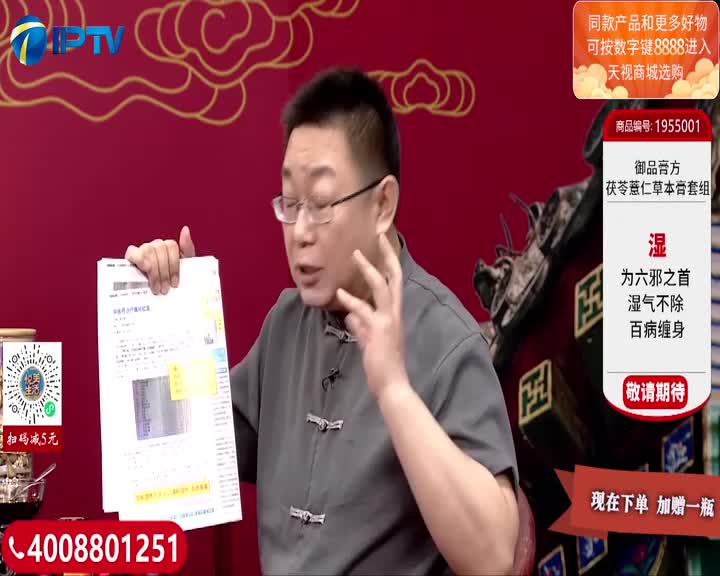 IPTV
同款产品和更多好物
可按数字键8888进入
天视商城选购
商品编号:1955001
御品膏方
茯苓薏仁草本膏套组
湿
为六邪之首
湿气不除
百病缠身
敬请期待
悦美
生活
扫码减5元
现在下单 加赠一瓶
4008801251